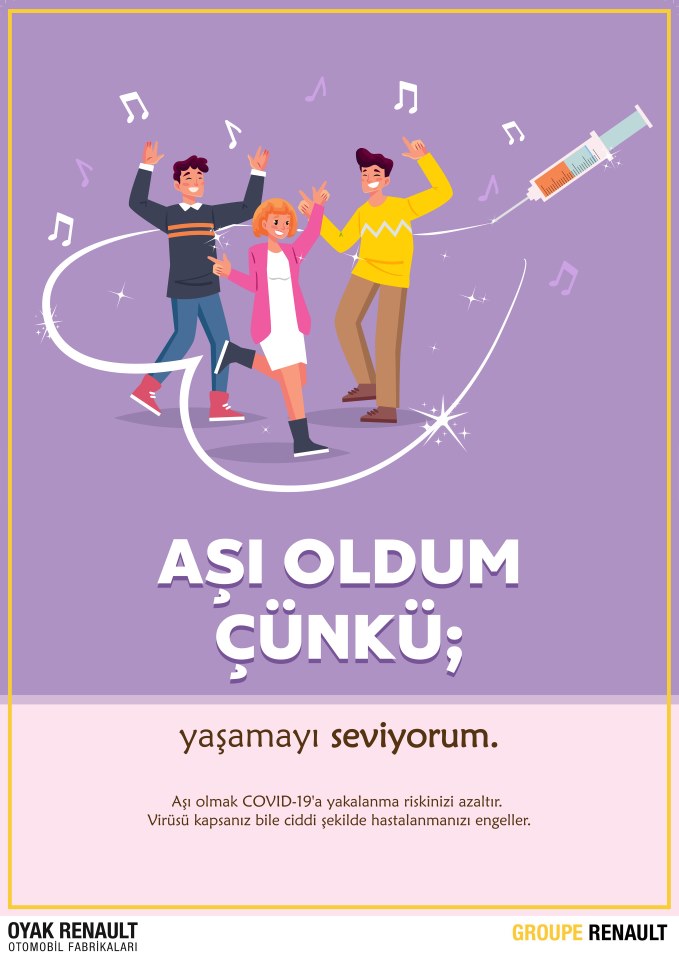 AŞI OLDUM
ÇÜNKÜ;
yaşamayı seviyorum.
Aşı olmak COVID-19'a yakalanma riskinizi azaltır.
Virüsü kapsanız bile ciddi şekilde hastalanmanızı engeller.
OYAK RENAULT
OTOMOBİL FABRİKALARI
GROUPE RENAULT